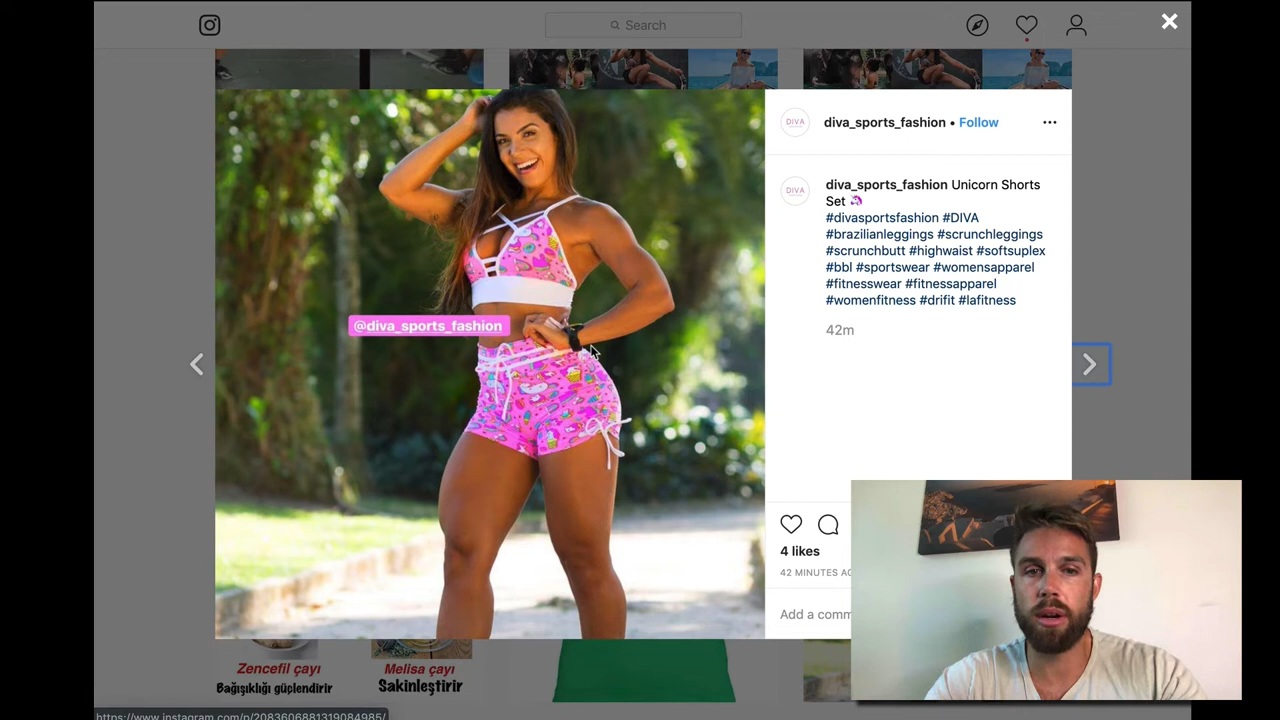 Search
DIVA
diva_sports_fashion • Follow
DIVA
diva_sports_fashion Unicorn Shorts
Set 🦄
#divasportsfashion #DIVA
#brazilianleggings #scrunchleggings
#scrunchbutt #highwaist #softsuplex
#bbl #sportswear #womensapparel
#fitnesswear #fitnessapparel
#womenfitness #drifit #lafitness
42m
@diva_sports_fashion
4 likes
42 MINUTES AG
Add a comm
Zencefil çayı
Bağışıklığı güçlendirir
Melisa çayı
Sakinleştirir
https://www.instagram.com/p/2083606881319084985/